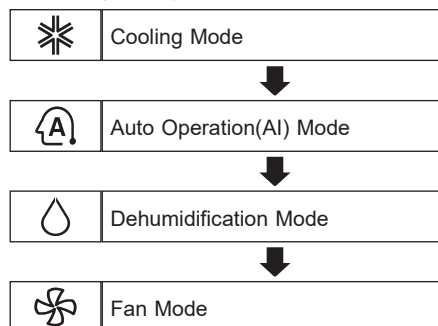 Cooling Mode
A
Auto Operation(AI) Mode
Dehumidification Mode
Fan Mode